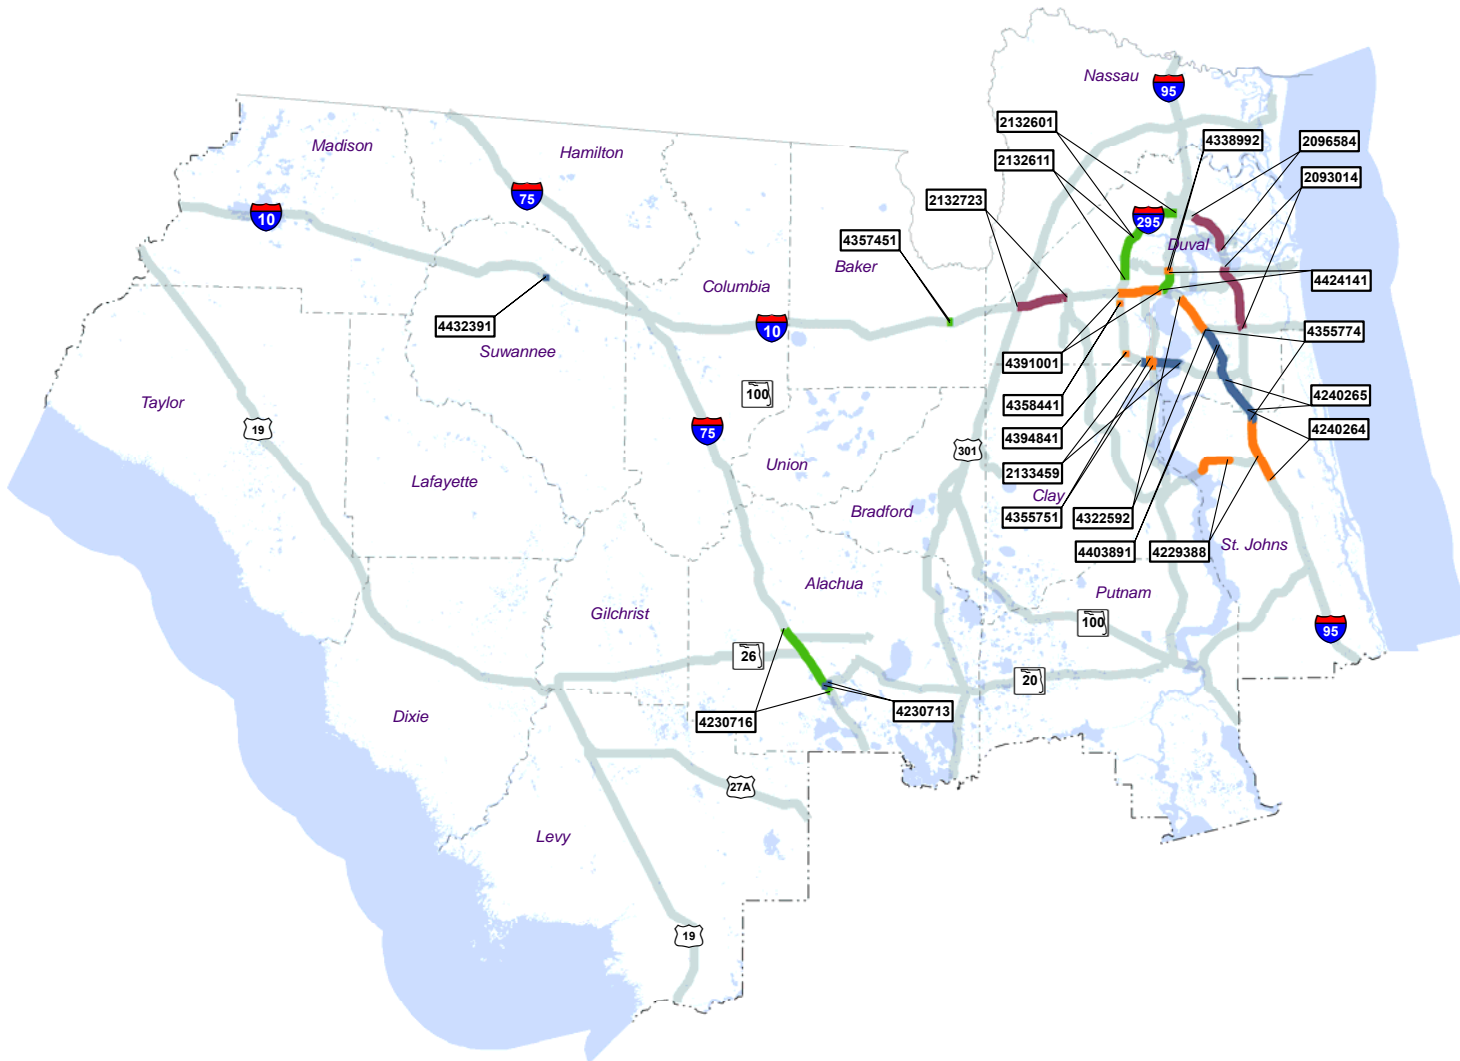 Nassau
95
2132601
4338992
2096584
Madison
Hamilton
2132611
2093014
75
2132723
10
295
4357451
Duval
Baker
4424141
Columbia
4432391
10
4355774
Suwannee
4391001
100
4240265
Taylor
4358441
19
75
4240264
4394841
301
Union
2133459
Lafayette
Clay
Bradford
4355751
4322592
4403891
4229388
St. Johns
Alachua
Putnam
Gilchrist
100
95
26
20
4230713
Dixie
4230716
27A
Levy
19